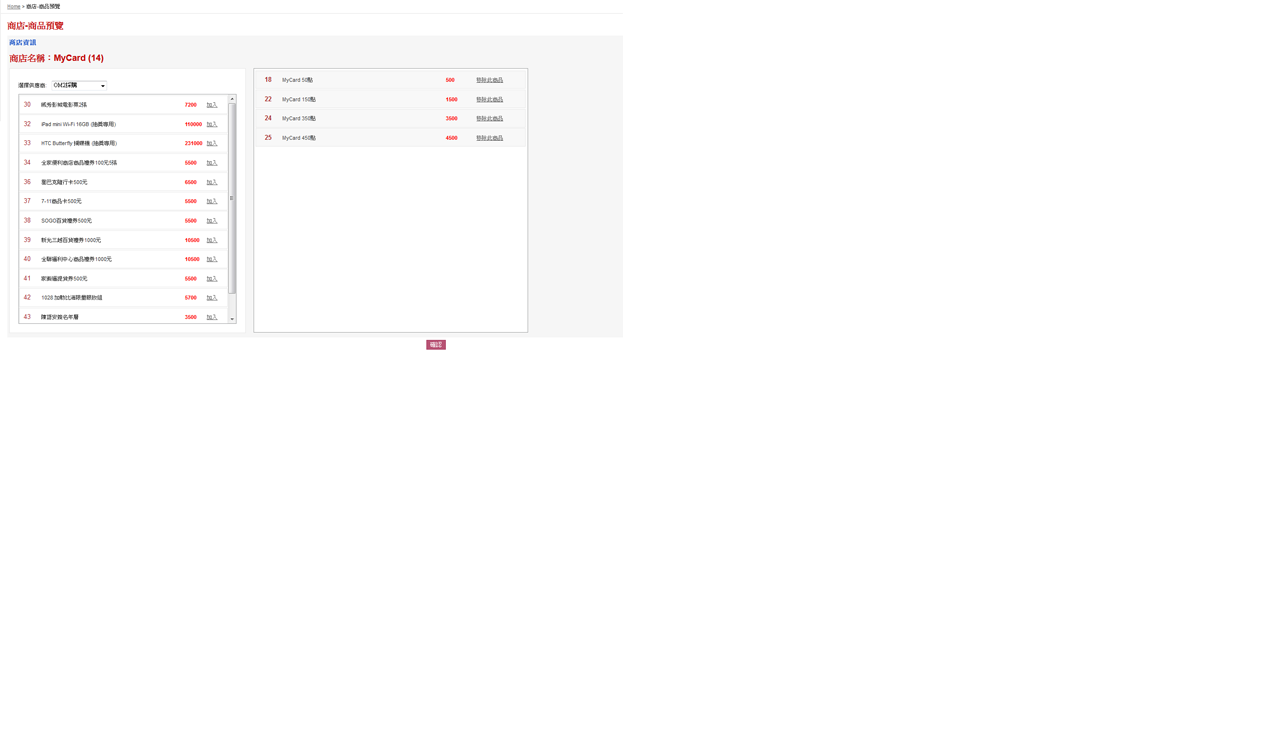 Home > 商店-商品預覽
商店-商品預覽
商店資訊
商店名稱：MyCard (14)
選擇供應商: OM2採購
30 威秀影城電影票2張 7200 加入
32 iPad mini Wi-Fi 16GB (抽獎專用) 110000 加入
33 HTC Butterfly 蝴蝶機 (抽獎專用) 231000 加入
34 全家便利商店商品禮券100元5張 5500 加入
36 星巴克隨行卡500元 6500 加入
37 7-11商品卡500元 5500 加入
38 SOGO百貨禮券500元 5500 加入
39 新光三越百貨禮券1000元 10500 加入
40 全聯福利中心商品禮券1000元 10500 加入
41 家樂福提貨券500元 5500 加入
42 1028 加勒比海限量眼妝組 5700 加入
43 陳語安簽名年曆 3500 加入
18 MyCard 50點 500 移除此商品
22 MyCard 150點 1500 移除此商品
24 MyCard 350點 3500 移除此商品
25 MyCard 450點 4500 移除此商品
確認